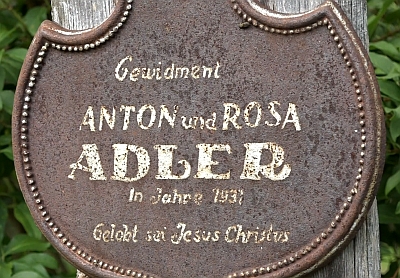 Gewidment
ANTON und ROSA
ADLER
In Jahre 1931
Gelobt sei Jesus Christus